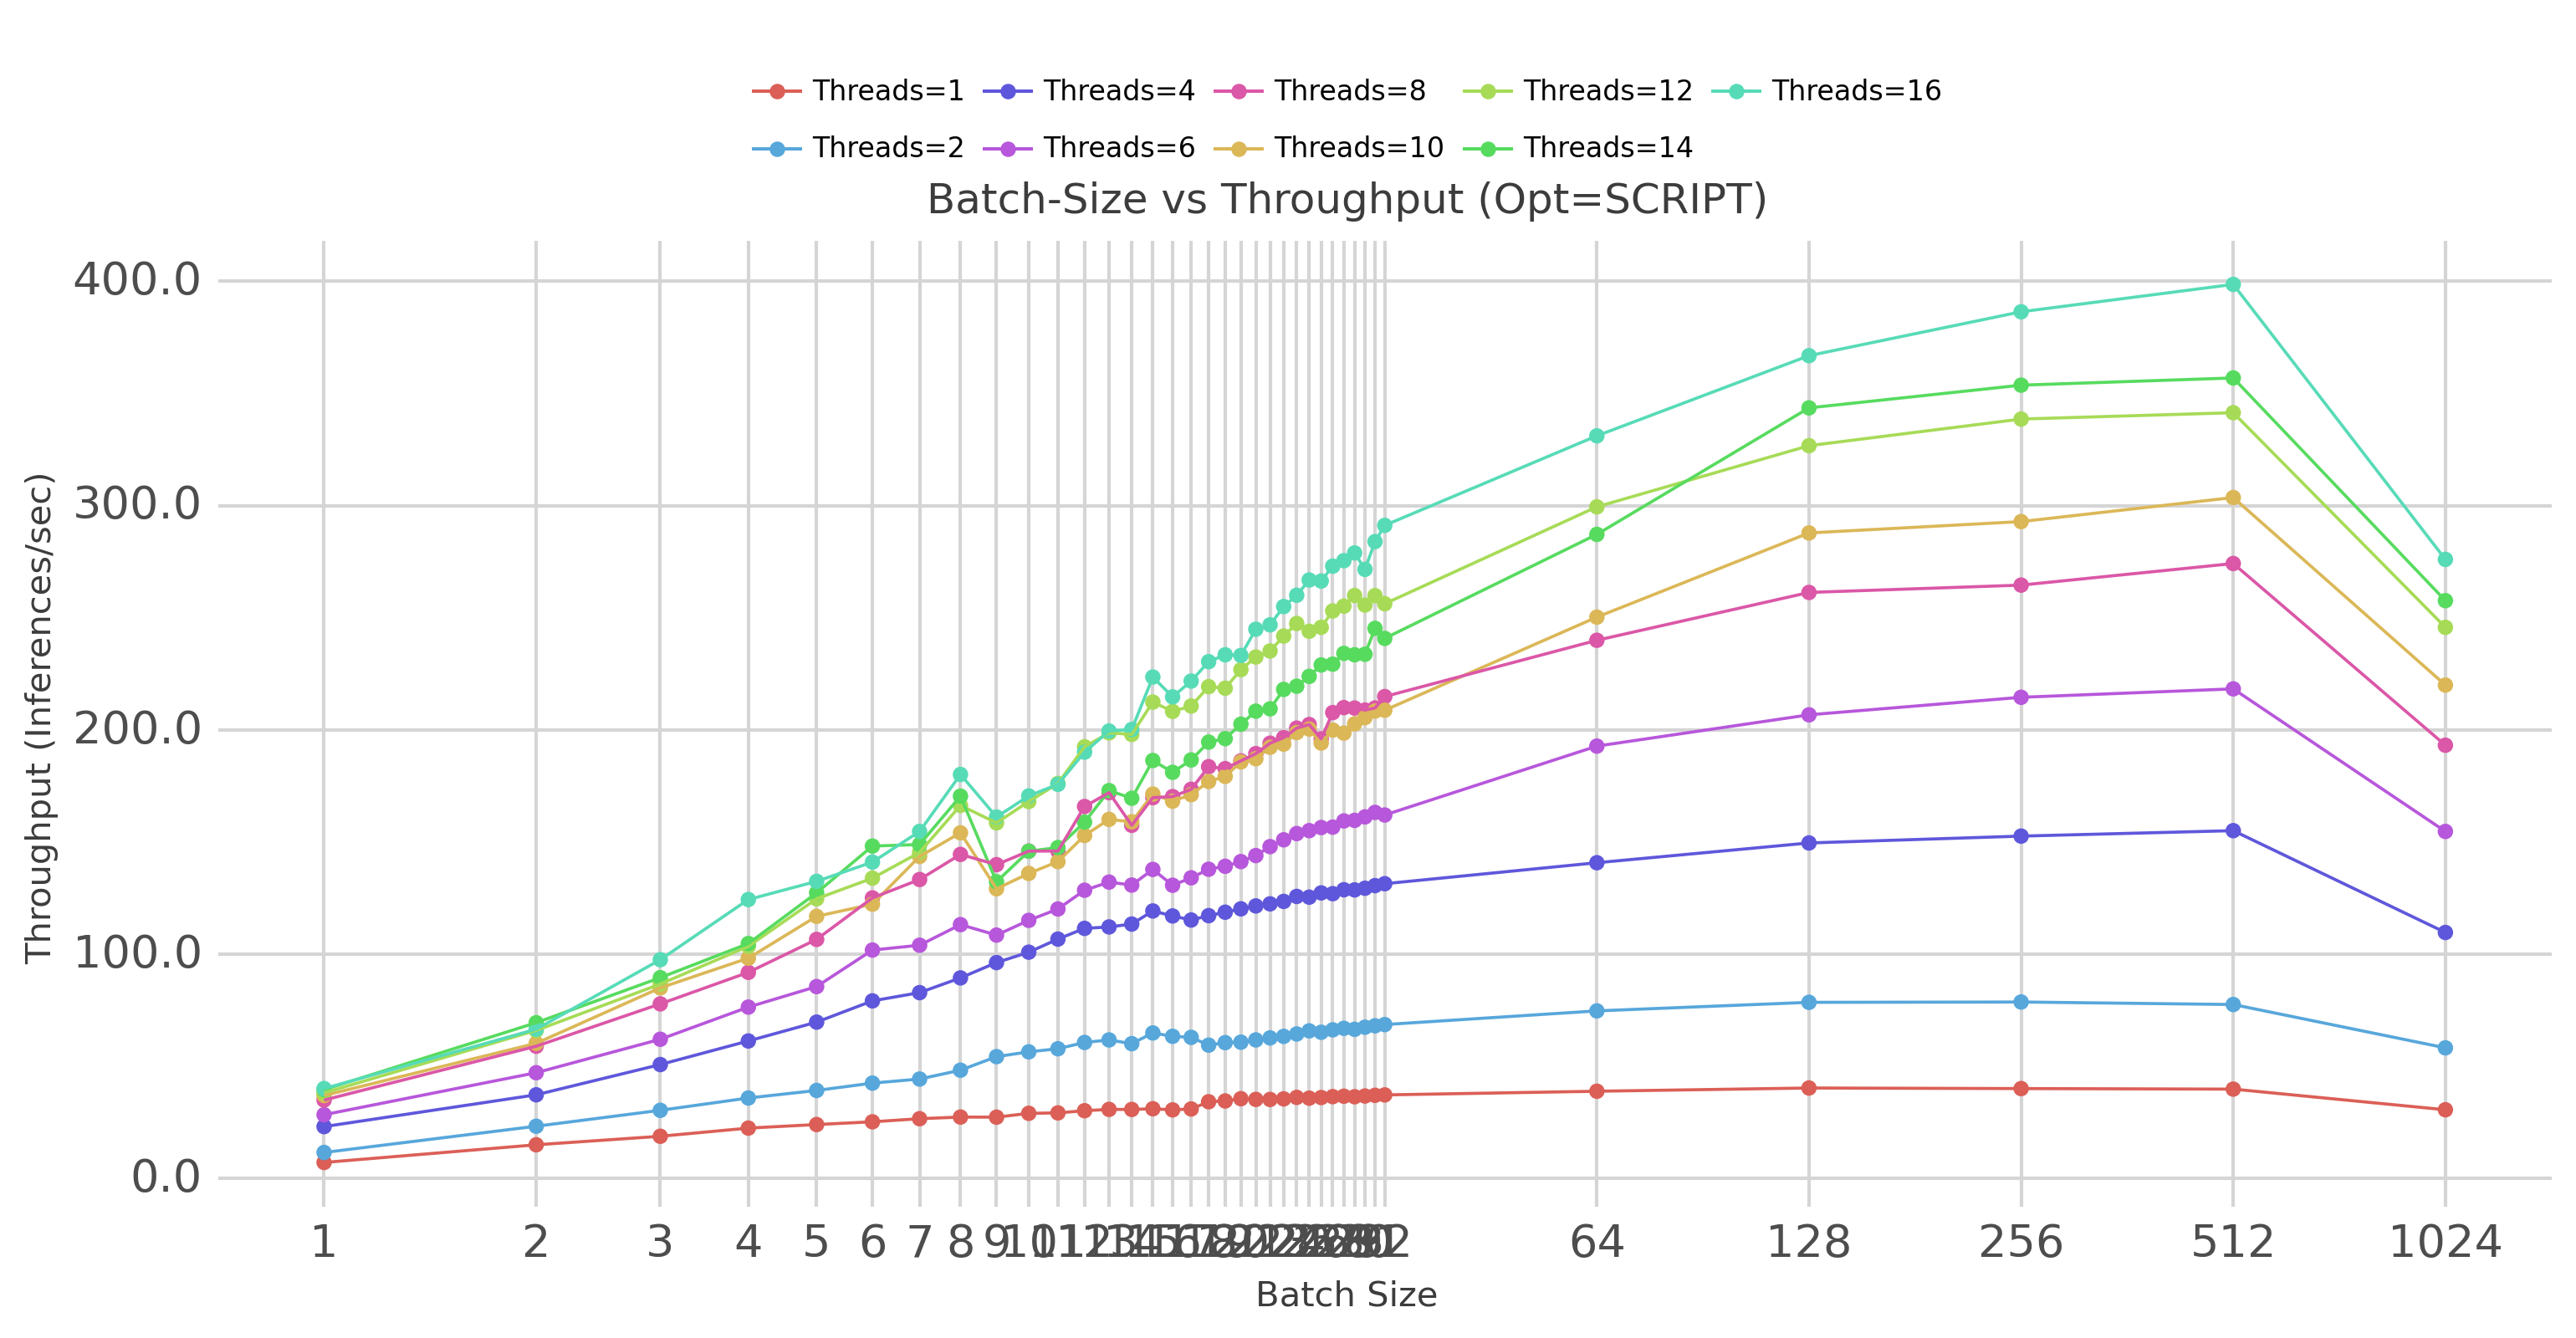 Threads=1 Threads=4 Threads=8 Threads=12 Threads=16
Threads=2 Threads=6 Threads=10 Threads=14
Batch-Size vs Throughput (Opt=SCRIPT)
400.0
300.0
200.0
100.0
0.0
Throughput (Inferences/sec)
1 2 3 4 5 6 7 8 9 64 128 256 512 1024
Batch Size